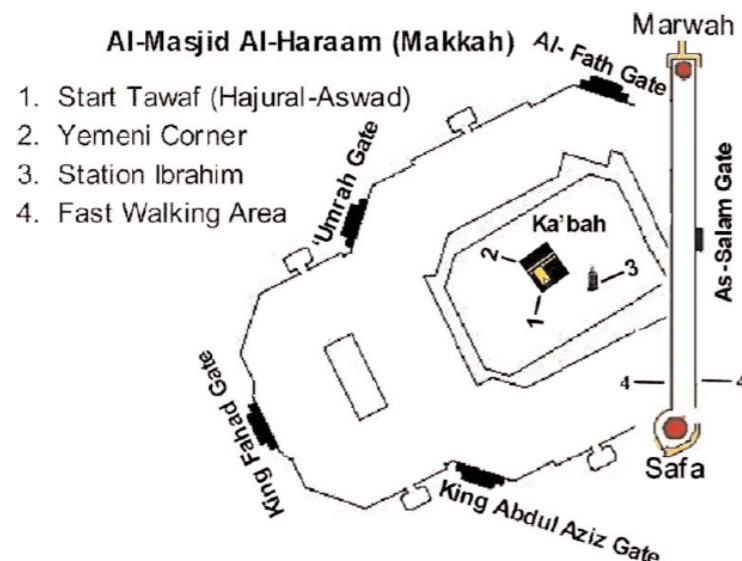 Al-Masjid Al-Haraam (Makkah)
1. Start Tawaf (Hajural-Aswad)
2. Yemeni Corner
3. Station Ibrahim
4. Fast Walking Area
Al- Fath Gate
Marwah
'Umrah Gate
Ka'bah
2
3
1
As-Salam Gate
4
4
King Fahad Gate
Safa
King Abdul Aziz Gate